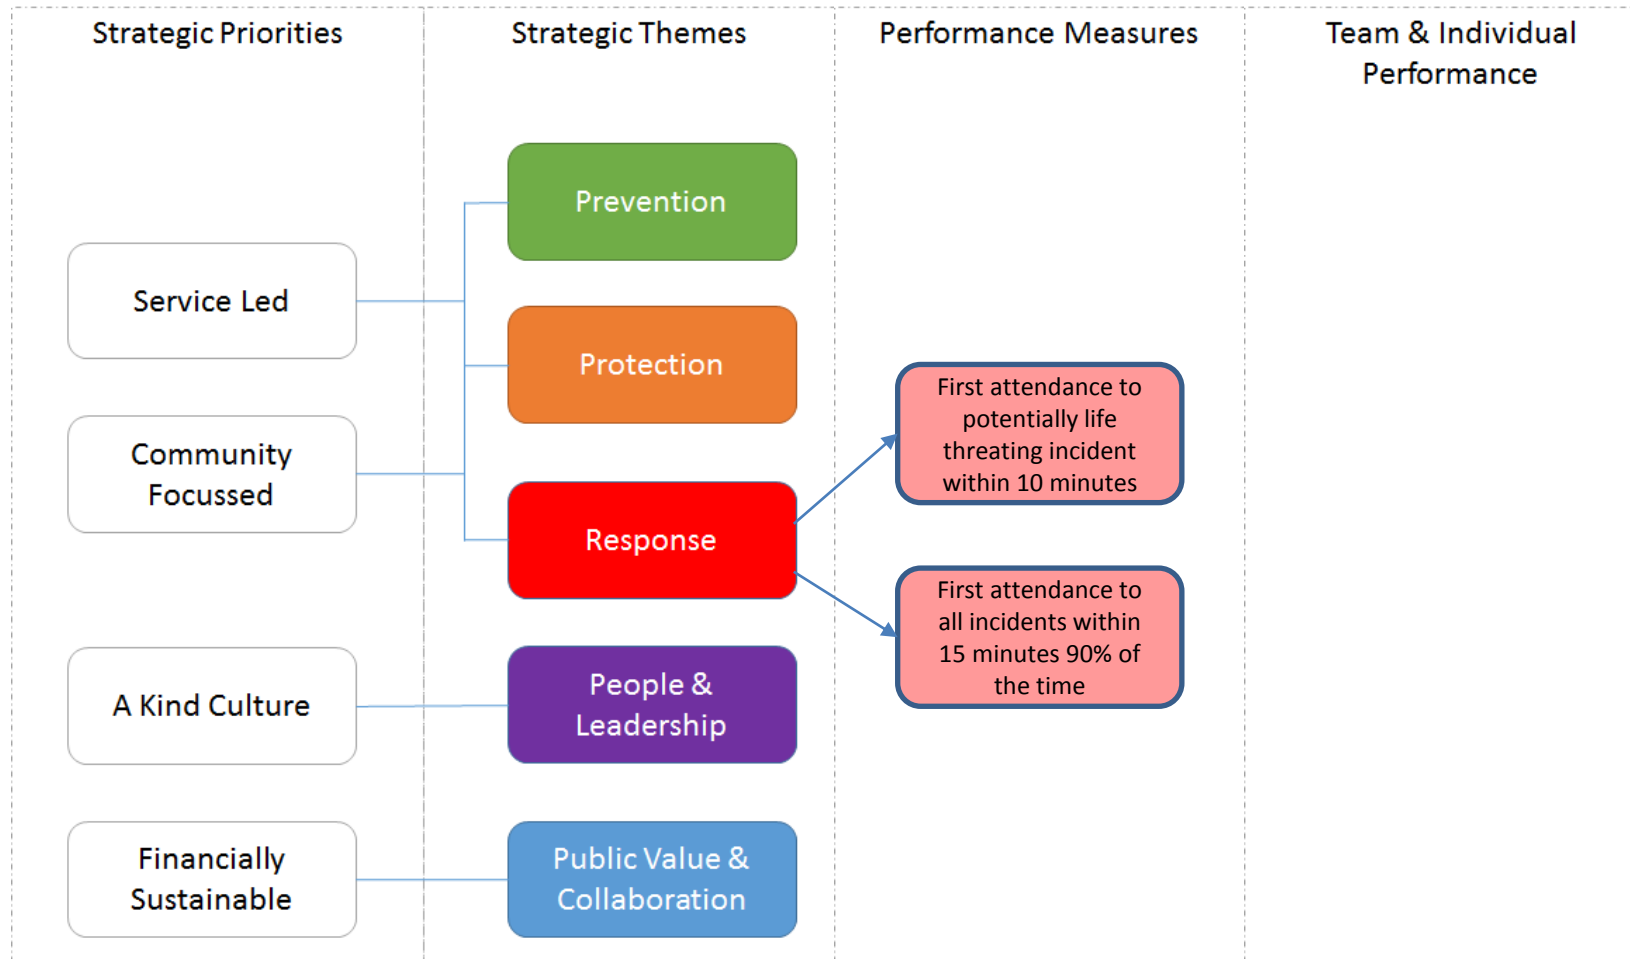 Strategic Priorities
Strategic Themes
Performance Measures
Team & Individual
Performance
Service Led
Community
Focussed
A Kind Culture
Financially
Sustainable
Prevention
Protection
Response
People &
Leadership
Public Value &
Collaboration
First attendance to
potentially life
threating incident
within 10 minutes
First attendance to
all incidents within
15 minutes 90% of
the time